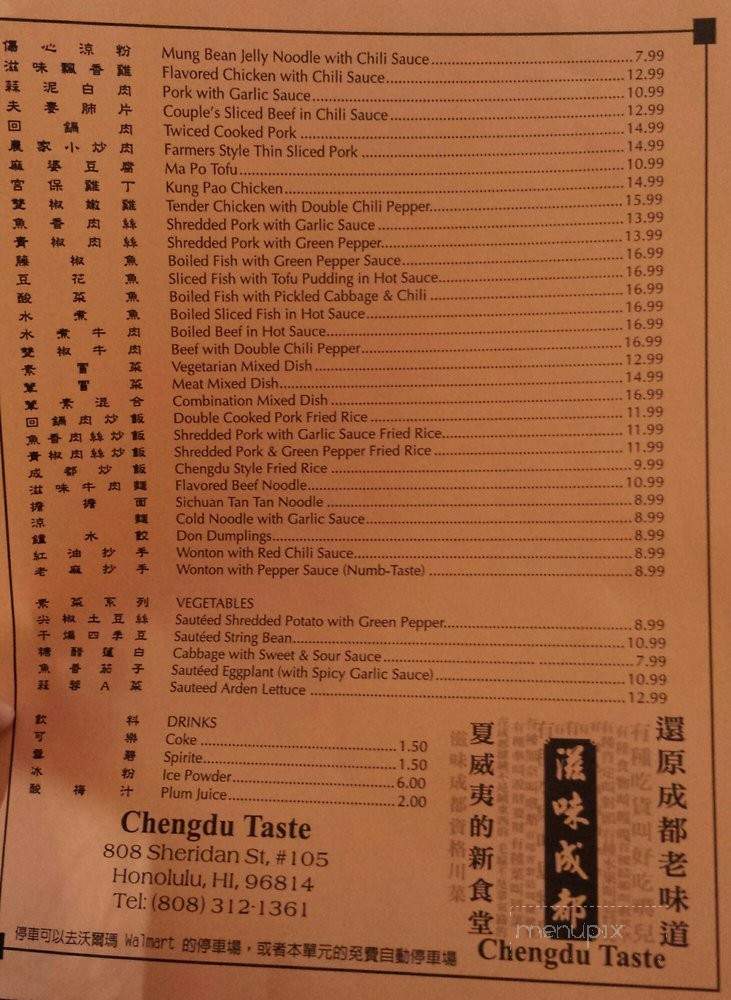 傷心涼粉 Mung Bean Jelly Noodle with Chili Sauce 7.99
滋味飄香雞 Flavored Chicken with Chili Sauce 12.99
蒜泥白肉 Pork with Garlic Sauce 10.99
夫妻肺片 Couple's Sliced Beef in Chili Sauce 12.99
回鍋肉 Twiced Cooked Pork 14.99
農家小炒肉 Farmers Style Thin Sliced Pork 14.99
麻婆豆腐 Ma Po Tofu 10.99
宮保雞丁 Kung Pao Chicken 14.99
雙椒嫩雞 Tender Chicken with Double Chili Pepper 15.99
魚香肉絲 Shredded Pork with Garlic Sauce 13.99
青椒肉絲 Shredded Pork with Green Pepper 13.99
藤椒魚 Boiled Fish with Green Pepper Sauce 16.99
豆花魚 Sliced Fish with Tofu Pudding in Hot Sauce 16.99
酸菜魚 Boiled Fish with Pickled Cabbage & Chili 16.99
水煮魚 Boiled Sliced Fish in Hot Sauce 16.99
水煮牛肉 Boiled Beef in Hot Sauce 16.99
雙椒牛肉 Beef with Double Chili Pepper 16.99
素冒菜 Vegetarian Mixed Dish 12.99
葷冒菜 Meat Mixed Dish 14.99
葷素混合 Combination Mixed Dish 16.99
回鍋肉炒飯 Double Cooked Pork Fried Rice 11.99
魚香肉絲炒飯 Shredded Pork with Garlic Sauce Fried Rice 11.99
青椒肉絲炒飯 Shredded Pork & Green Pepper Fried Rice 11.99
成都炒飯 Chengdu Style Fried Rice 9.99
滋味牛肉麵 Flavored Beef Noodle 10.99
擔擔面 Sichuan Tan Tan Noodle 8.99
涼麵 Cold Noodle with Garlic Sauce 8.99
鐘水餃 Don Dumplings 8.99
紅油抄手 Wonton with Red Chili Sauce 8.99
老麻抄手 Wonton with Pepper Sauce (Numb-Taste) 8.99
素菜系列 VEGETABLES
尖椒土豆絲 Sautéed Shredded Potato with Green Pepper 8.99
干煸四季豆 Sautéed String Bean 10.99
糖醋蓮白 Cabbage with Sweet & Sour Sauce 7.99
魚香茄子 Sautéed Eggplant (with Spicy Garlic Sauce) 10.99
蒜蓉A菜 Sauteed Arden Lettuce 12.99
飲料 DRINKS
可樂 Coke 1.50
雪碧 Spirite 1.50
冰粉 Ice Powder 6.00
酸梅汁 Plum Juice 2.00
Chengdu Taste
808 Sheridan St, #105
Honolulu, HI, 96814
Tel: (808) 312-1361
還原成都老味道
滋味成都
夏威夷的新食堂
滋味成都資格川菜
Chengdu Taste
menupix
停車可以去沃爾瑪 Walmart 的停車場，或者本單元的免費自動停車場